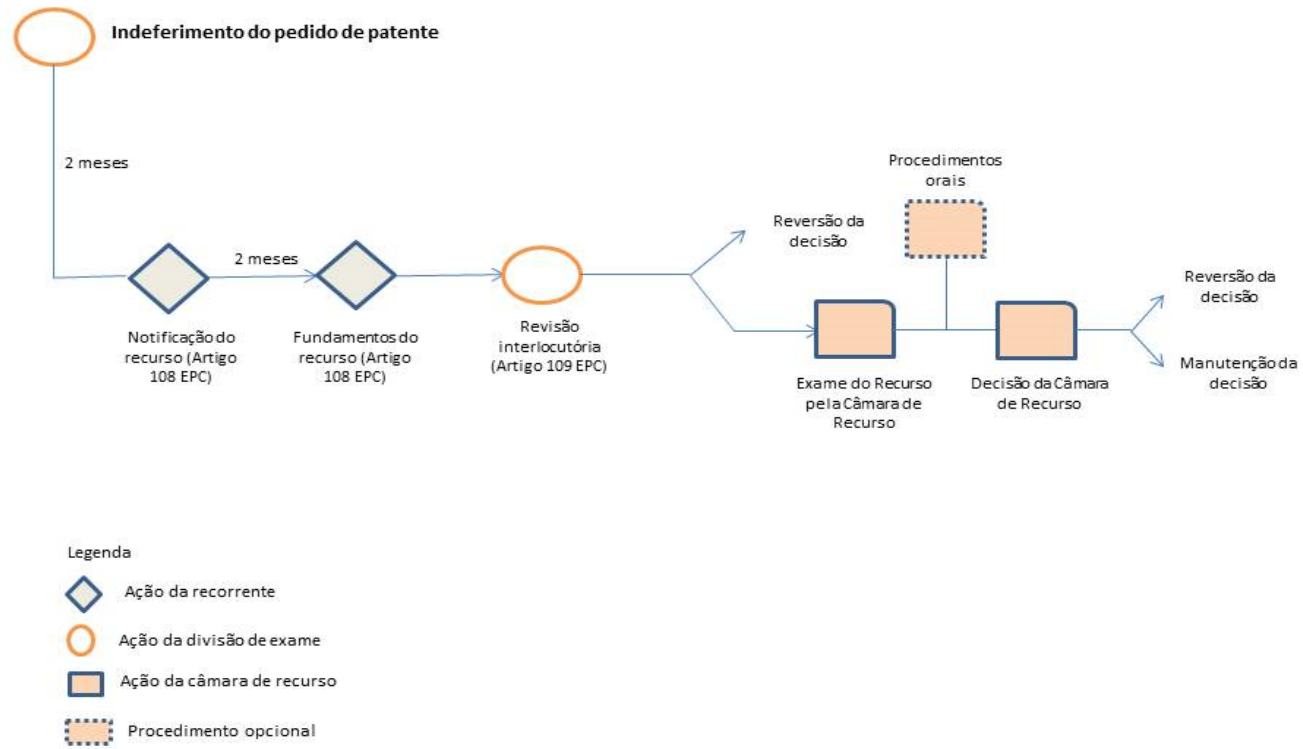 Indeferimento do pedido de patente
2 meses
2 meses
Notificação do
recurso (Artigo
108 EPC)
Fundamentos do
recurso (Artigo
108 EPC)
Revisão
interlocutória
(Artigo 109 EPC)
Reversão da
decisão
Procedimentos
orais
Exame do Recurso
pela Câmara de
Recurso
Decisão da Câmara
de Recurso
Reversão da
decisão
Manutenção da
decisão
Legenda
Ação da recorrente
Ação da divisão de exame
Ação da câmara de recurso
Procedimento opcional